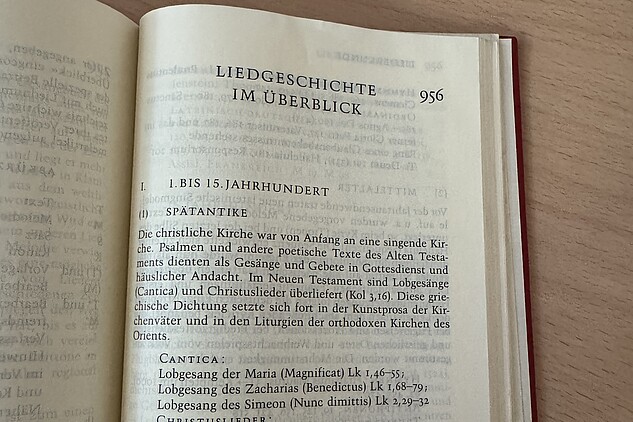 LIEDGESCHICHTE
IM ÜBERBLICK
956
I. 1. BIS 15. JAHRHUNDERT
(1) SPÄTANTIKE
Die christliche Kirche war von Anfang an eine singende Kir-
che. Psalmen und andere poetische Texte des Alten Testa-
ments dienten als Gesänge und Gebete in Gottesdienst und
häuslicher Andacht. Im Neuen Testament sind Lobgesänge
(Cantica) und Christuslieder überliefert (Kol 3,16). Diese grie-
chische Dichtung setzte sich fort in der Kunstprosa der Kir-
chenväter und in den Liturgien der orthodoxen Kirchen des
Orients.
CANTICA:
Lobgesang der Maria (Magnificat) Lk 1,46–55;
Lobgesang des Zacharias (Benedictus) Lk 1,68–79;
Lobgesang des Simeon (Nunc dimittis) Lk 2,29–32
CHRISTUSLIEDER: